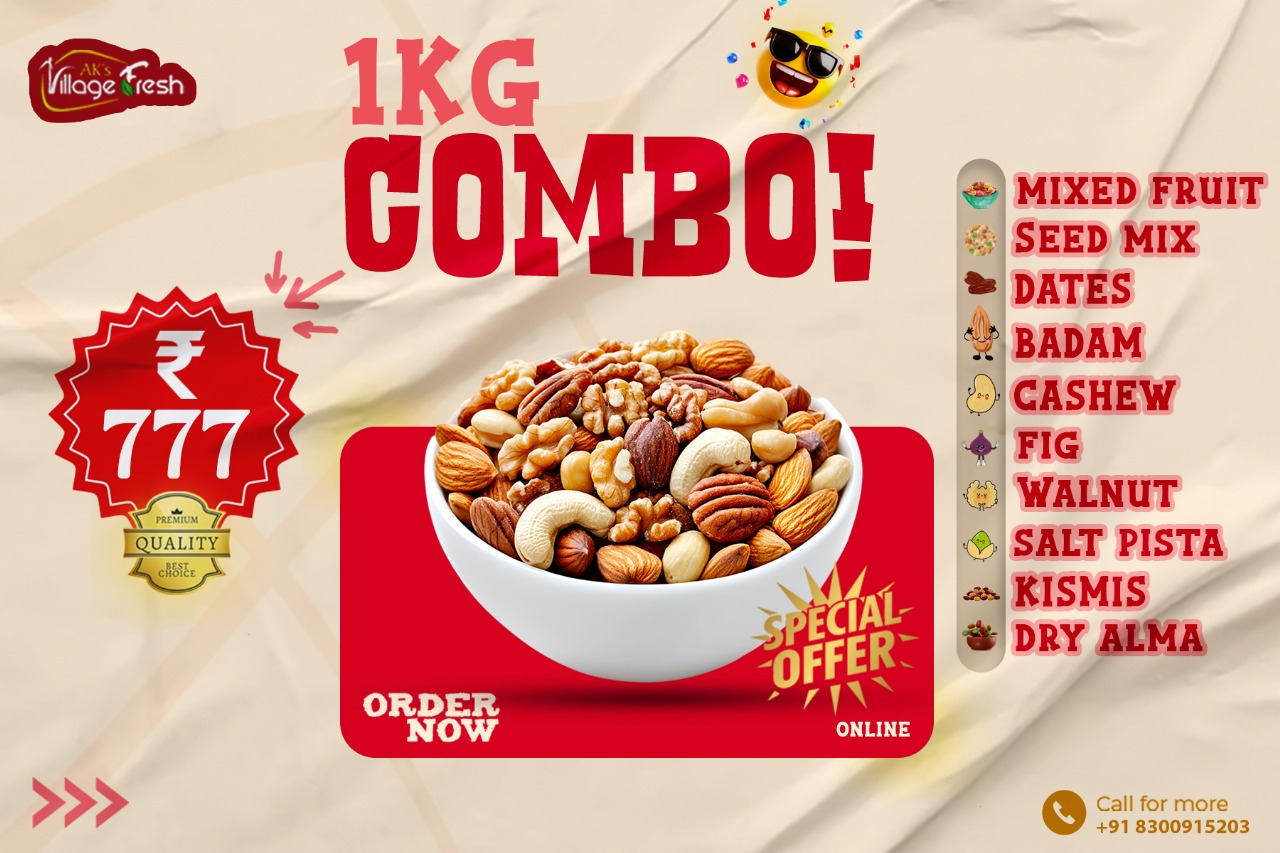 AK's
Village Fresh
1KG
COMBO!
₹
777
PREMIUM
QUALITY
BEST
CHOICE
MIXED FRUIT
SEED MIX
DATES
BADAM
CASHEW
FIG
WALNUT
SALT PISTA
KISMIS
DRY ALMA
SPECIAL
OFFER
ORDER
NOW
ONLINE
Call for more
+91 8300915203